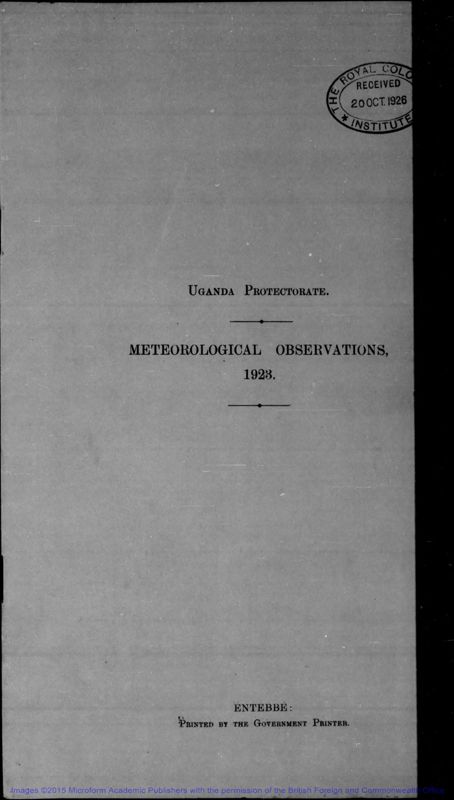 THE ROYAL COLO
RECEIVED
20 OCT. 1926
* INSTITUTE
UGANDA PROTECTORATE.
METEOROLOGICAL OBSERVATIONS,
1923.
ENTEBBE:
PRINTED BY THE GOVERNMENT PRINTER.
Images ©2015 Microform Academic Publishers with the permission of the British Foreign and Commonwealth Office